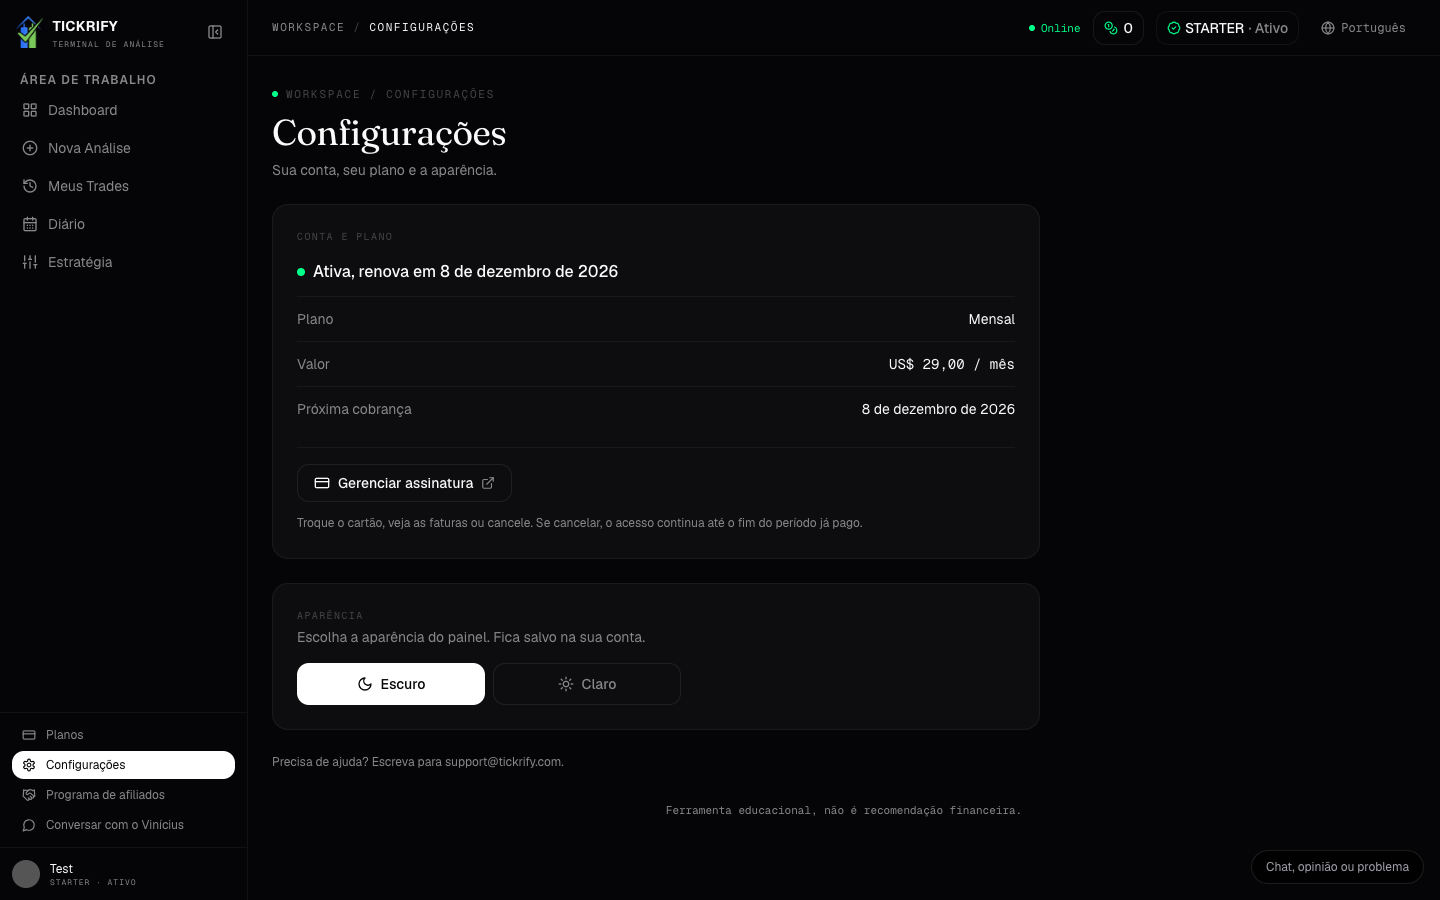 TICKRIFY
TERMINAL DE ANÁLISE
ÁREA DE TRABALHO
Dashboard
Nova Análise
Meus Trades
Diário
Estratégia
Planos
Configurações
Programa de afiliados
Conversar com o Vinícius
Test
STARTER · ATIVO
WORKSPACE / CONFIGURAÇÕES
Online
0
STARTER · Ativo
Português
WORKSPACE / CONFIGURAÇÕES
Configurações
Sua conta, seu plano e a aparência.
CONTA E PLANO
Ativa, renova em 8 de dezembro de 2026
Plano Mensal
Valor US$ 29,00 / mês
Próxima cobrança 8 de dezembro de 2026
Gerenciar assinatura
Troque o cartão, veja as faturas ou cancele. Se cancelar, o acesso continua até o fim do período já pago.
APARÊNCIA
Escolha a aparência do painel. Fica salvo na sua conta.
Escuro
Claro
Precisa de ajuda? Escreva para support@tickrify.com.
Ferramenta educacional, não é recomendação financeira.
Chat, opinião ou problema